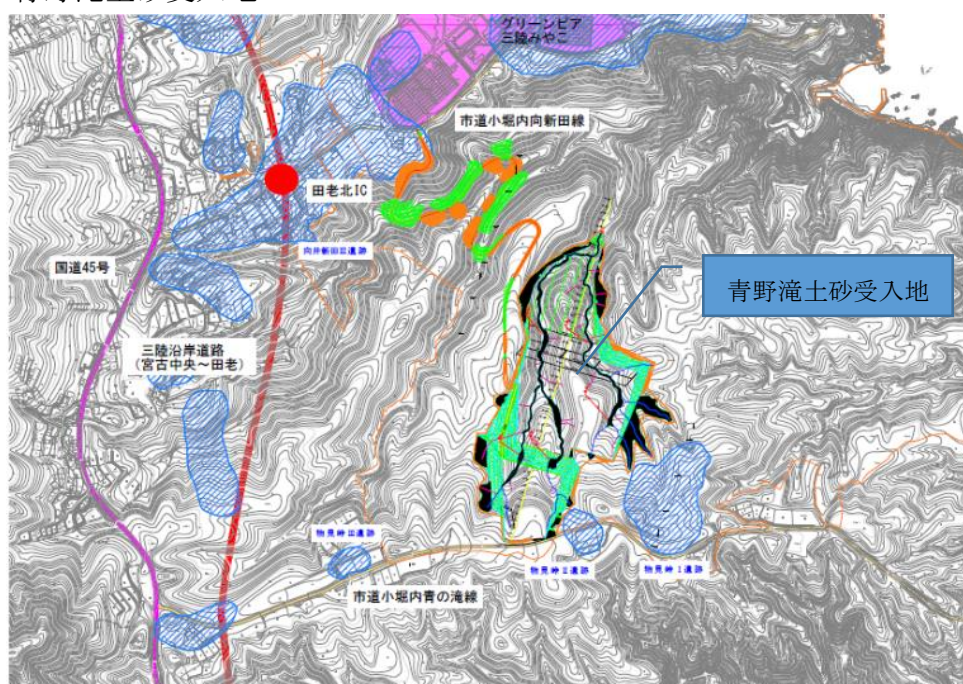 グリーンピア
三陸みやこ
市道小堀内向新田線
田老北IC
向井新田Ⅲ遺跡
国道45号
青野滝土砂受入地
三陸沿岸道路
（宮古中央～田老）
物見峠Ⅲ遺跡
物見峠Ⅱ遺跡
物見峠Ⅰ遺跡
市道小堀内青の滝線